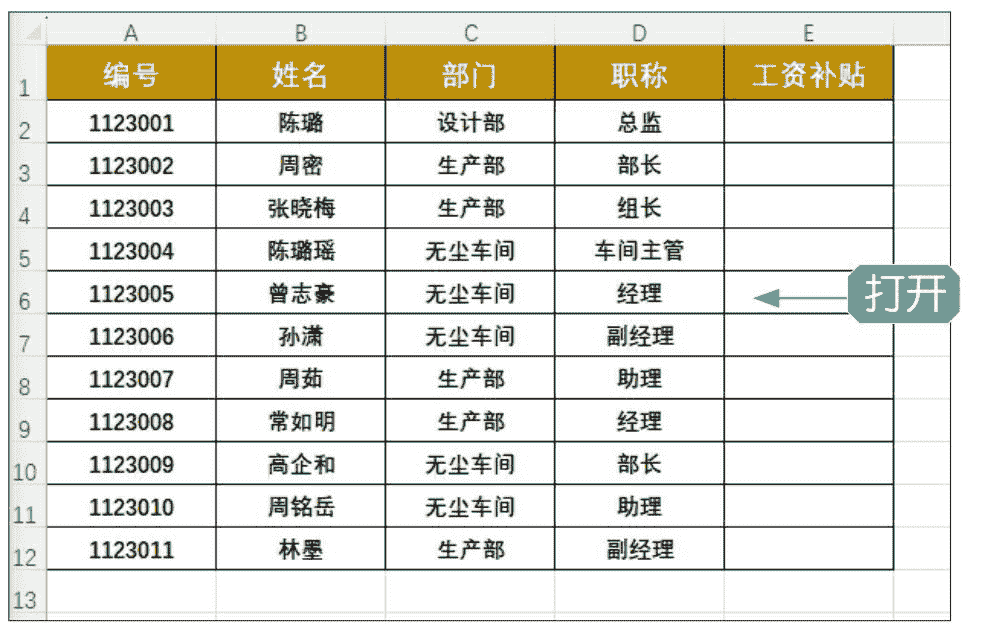 A B C D E
1 编号 姓名 部门 职称 工资补贴
2 1123001 陈璐 设计部 总监
3 1123002 周密 生产部 部长
4 1123003 张晓梅 生产部 组长
5 1123004 陈璐瑶 无尘车间 车间主管
6 1123005 曾志豪 无尘车间 经理 打开
7 1123006 孙潇 无尘车间 副经理
8 1123007 周茹 生产部 助理
9 1123008 常如明 生产部 经理
10 1123009 高企和 无尘车间 部长
11 1123010 周铭岳 无尘车间 助理
12 1123011 林墨 生产部 副经理
13